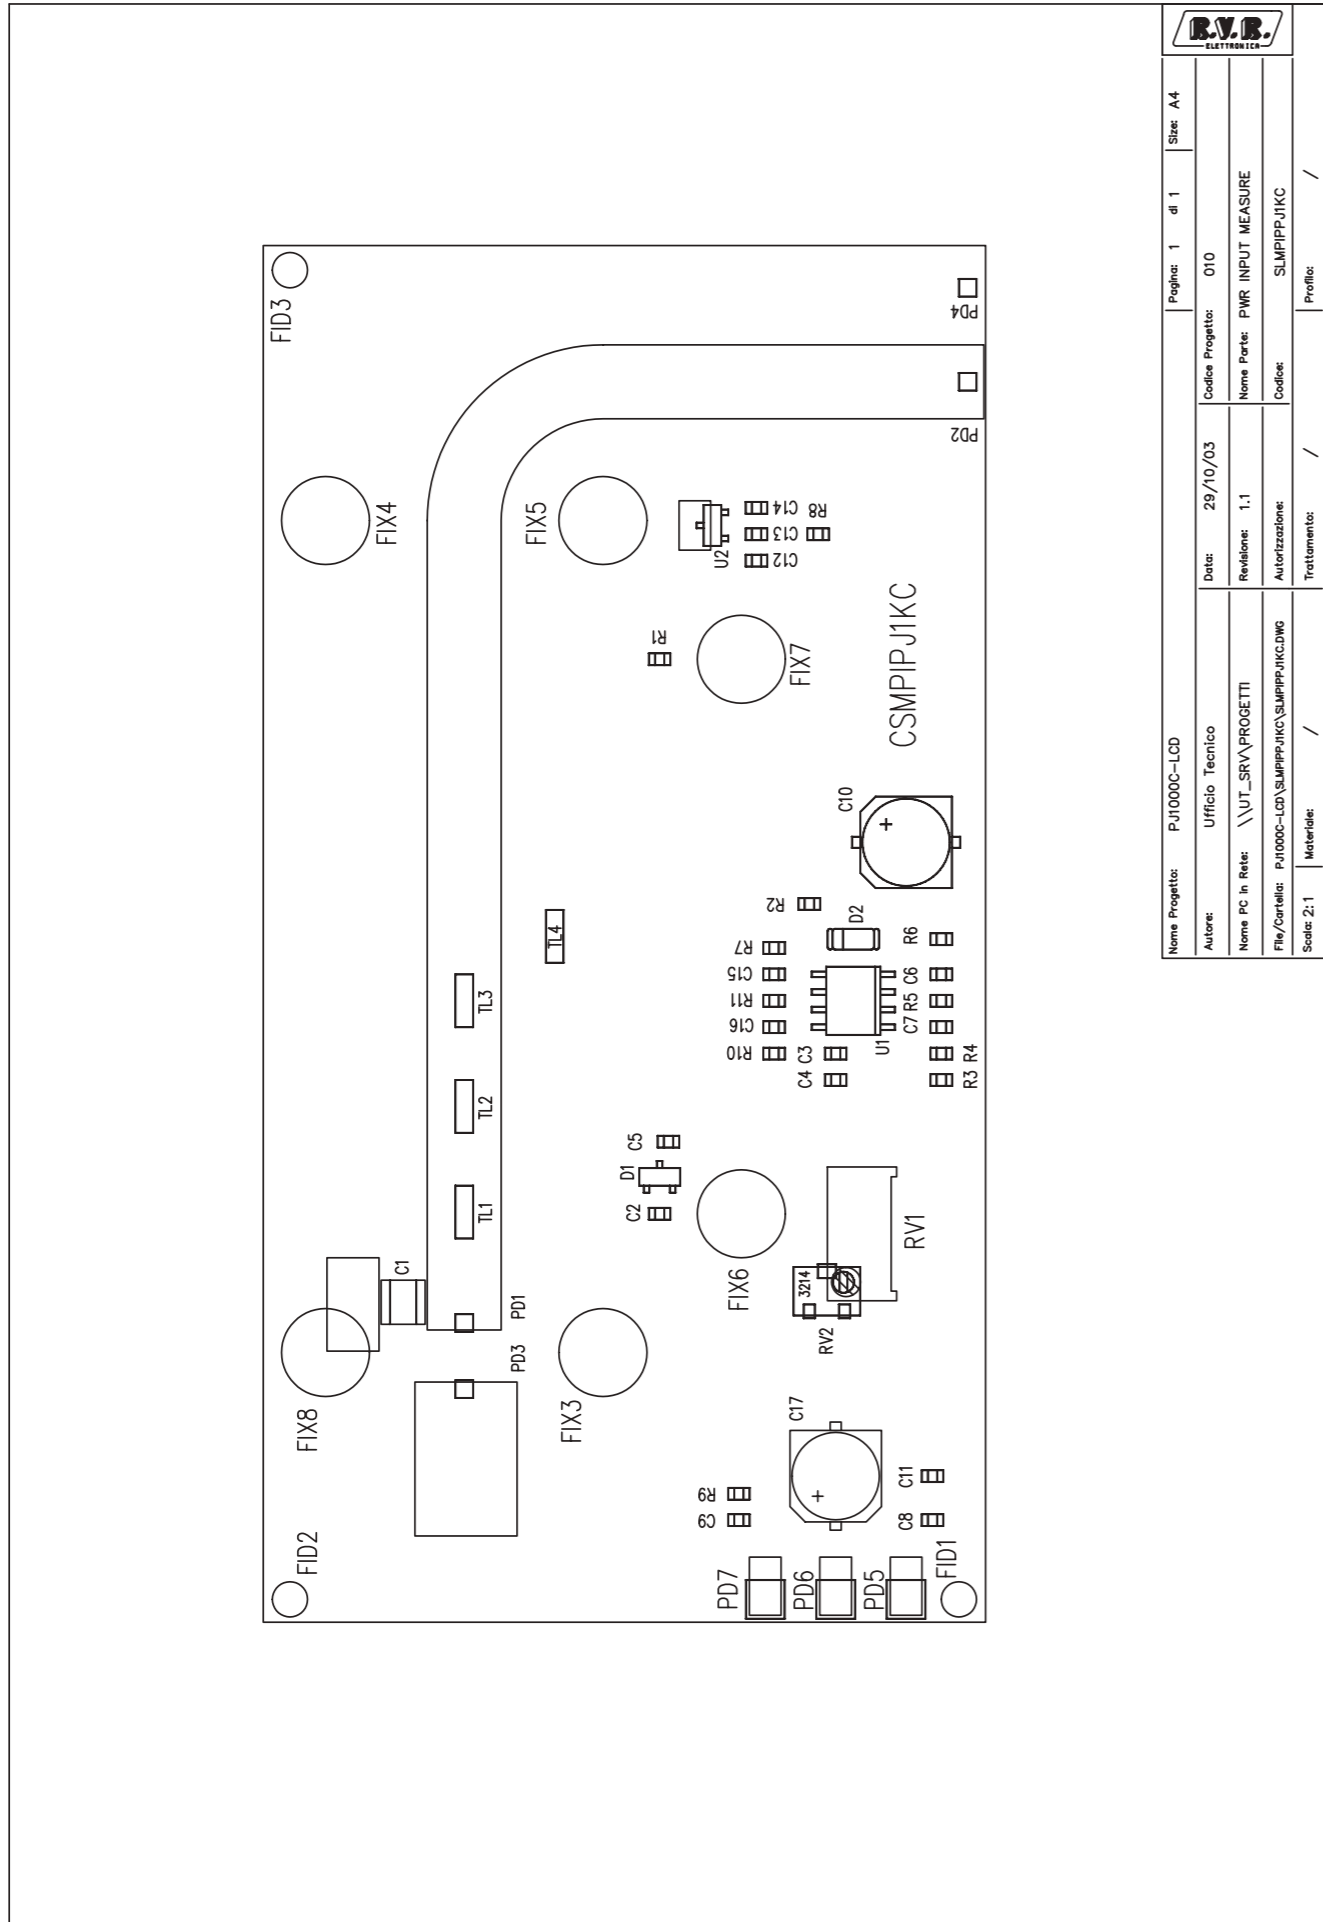 R.V.R.
ELETTRONICA
Nome Progetto: PJ1000C-LCD
Pagina: 1 di 1
Size: A4
Autore: Ufficio Tecnico
Data: 29/10/03
Codice Progetto: 010
Nome PC in Rete: \\UT_SRV\PROGETTI
Revisione: 1.1
Nome Parte: PWR INPUT MEASURE
File/Cartella: PJ1000C-LCD\SLMPIPPJ1KC\SLMPIPPJ1KC.DWG
Autorizzazione:
Codice: SLMPIPPJ1KC
Scala: 2:1
Materiale: /
Trattamento: /
Profilo: /
FID3
PD4
PD2
FIX4
FIX5
U2
C14
C13
C12
R8
R1
FIX7
CSMPIPJ1KC
C10
R2
D2
TL4
R7
C15
R11
C16
R10
C3
C4
U1
R6
C6
R5
C7
R4
R3
TL3
TL2
TL1
C5
D1
C2
FIX6
RV1
3214
RV2
C1
PD1
PD3
FIX8
FIX3
C17
R9
C9
C11
C8
FID2
PD7
PD6
PD5
FID1